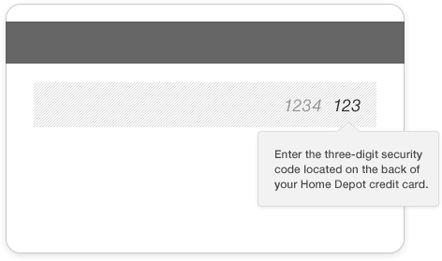 1234 123
Enter the three-digit security
code located on the back of
your Home Depot credit card.